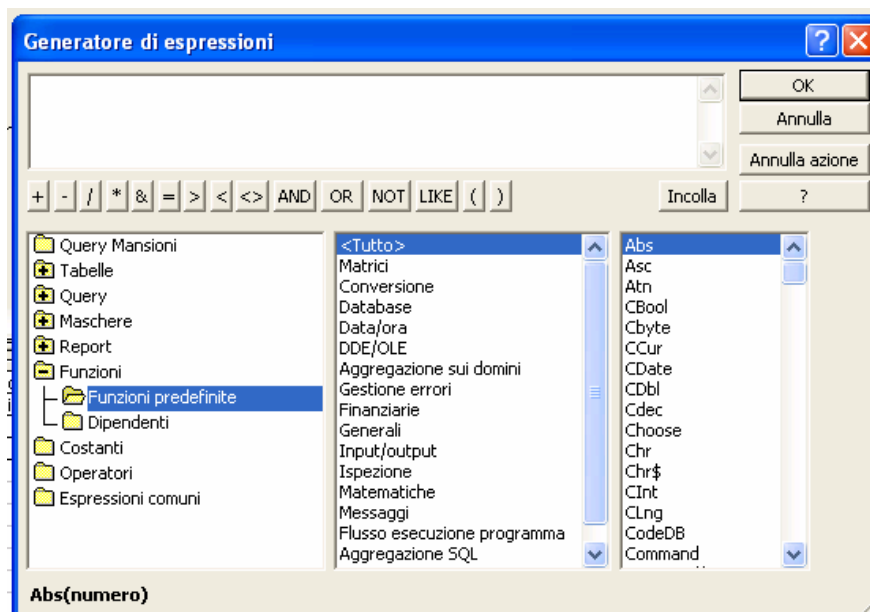 Generatore di espressioni
?
OK
Annulla
Annulla azione
+ - / * & = > < <> AND OR NOT LIKE ( ) Incolla ?
Query Mansioni
Tabelle
Query
Maschere
Report
Funzioni
Funzioni predefinite
Dipendenti
Costanti
Operatori
Espressioni comuni
<Tutto>
Matrici
Conversione
Database
Data/ora
DDE/OLE
Aggregazione sui domini
Gestione errori
Finanziarie
Generali
Input/output
Ispezione
Matematiche
Messaggi
Flusso esecuzione programma
Aggregazione SQL
Abs
Asc
Atn
CBool
Cbyte
CCur
CDate
CDbl
Cdec
Choose
Chr
Chr$
CInt
CLng
CodeDB
Command
Abs(numero)